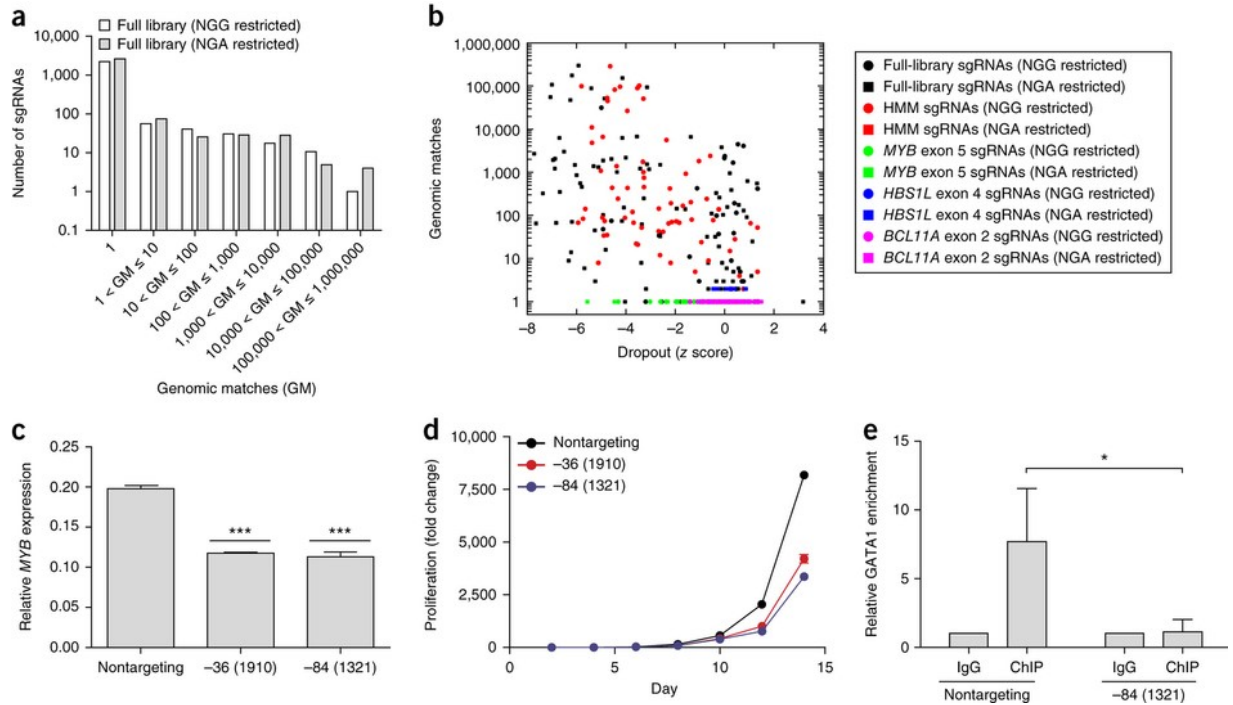 a
Full library (NGG restricted)
Full library (NGA restricted)
Number of sgRNAs
10,000
1,000
100
10
1
0.1
1
1 < GM ≤ 10
10 < GM ≤ 100
100 < GM ≤ 1,000
1,000 < GM ≤ 10,000
10,000 < GM ≤ 100,000
100,000 < GM ≤ 1,000,000
Genomic matches (GM)
b
Genomic matches
1,000,000
100,000
10,000
1,000
100
10
1
−8 −6 −4 −2 0 2 4
Dropout (z score)
Full-library sgRNAs (NGG restricted)
Full-library sgRNAs (NGA restricted)
HMM sgRNAs (NGG restricted)
HMM sgRNAs (NGA restricted)
MYB exon 5 sgRNAs (NGG restricted)
MYB exon 5 sgRNAs (NGA restricted)
HBS1L exon 4 sgRNAs (NGG restricted)
HBS1L exon 4 sgRNAs (NGA restricted)
BCL11A exon 2 sgRNAs (NGG restricted)
BCL11A exon 2 sgRNAs (NGA restricted)
c
Relative MYB expression
0.25
0.20
0.15
0.10
0.05
0.00
*** ***
Nontargeting −36 (1910) −84 (1321)
d
Nontargeting
−36 (1910)
−84 (1321)
Proliferation (fold change)
10,000
7,500
5,000
2,500
0
0 5 10 15
Day
e
Relative GATA1 enrichment
15
10
5
0
*
IgG ChIP IgG ChIP
Nontargeting −84 (1321)